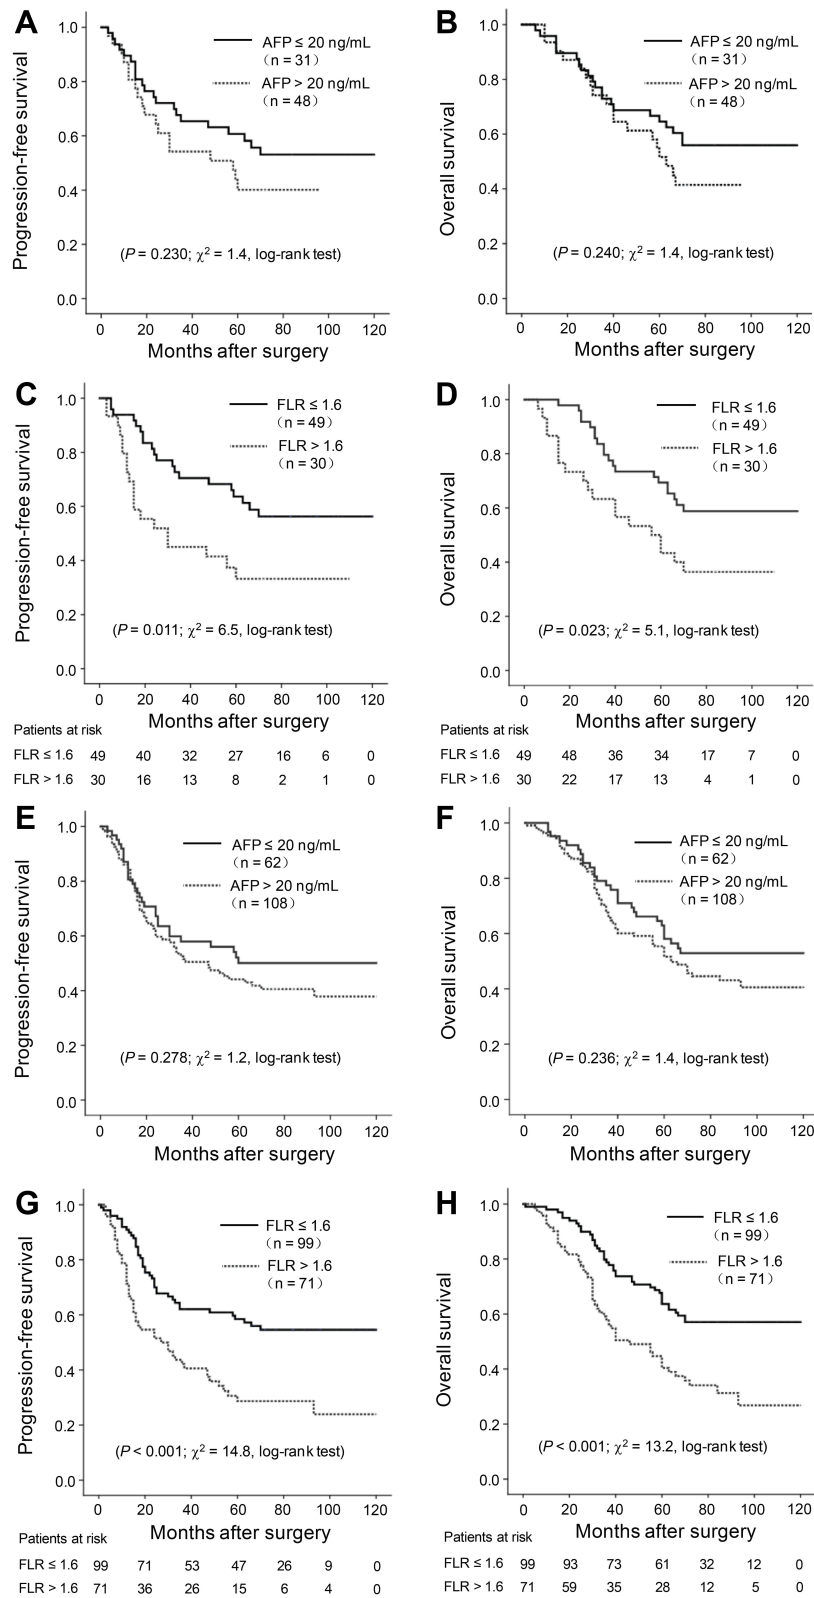 A
Progression-free survival
1.0
0.8
0.6
0.4
0.2
0.0
AFP ≤ 20 ng/mL
(n = 31)
AFP > 20 ng/mL
(n = 48)
(P = 0.230; χ² = 1.4, log-rank test)
0 20 40 60 80 100 120
Months after surgery
B
Overall survival
1.0
0.8
0.6
0.4
0.2
0.0
AFP ≤ 20 ng/mL
(n = 31)
AFP > 20 ng/mL
(n = 48)
(P = 0.240; χ² = 1.4, log-rank test)
0 20 40 60 80 100 120
Months after surgery
C
Progression-free survival
1.0
0.8
0.6
0.4
0.2
0.0
FLR ≤ 1.6
(n = 49)
FLR > 1.6
(n = 30)
(P = 0.011; χ² = 6.5, log-rank test)
0 20 40 60 80 100 120
Months after surgery
Patients at risk
FLR ≤ 1.6 49 40 32 27 16 6 0
FLR > 1.6 30 16 13 8 2 1 0
D
Overall survival
1.0
0.8
0.6
0.4
0.2
0.0
FLR ≤ 1.6
(n = 49)
FLR > 1.6
(n = 30)
(P = 0.023; χ² = 5.1, log-rank test)
0 20 40 60 80 100 120
Months after surgery
Patients at risk
FLR ≤ 1.6 49 48 36 34 17 7 0
FLR > 1.6 30 22 17 13 4 1 0
E
Progression-free survival
1.0
0.8
0.6
0.4
0.2
0.0
AFP ≤ 20 ng/mL
(n = 62)
AFP > 20 ng/mL
(n = 108)
(P = 0.278; χ² = 1.2, log-rank test)
0 20 40 60 80 100 120
Months after surgery
F
Overall survival
1.0
0.8
0.6
0.4
0.2
0.0
AFP ≤ 20 ng/mL
(n = 62)
AFP > 20 ng/mL
(n = 108)
(P = 0.236; χ² = 1.4, log-rank test)
0 20 40 60 80 100 120
Months after surgery
G
Progression-free survival
1.0
0.8
0.6
0.4
0.2
0.0
FLR ≤ 1.6
(n = 99)
FLR > 1.6
(n = 71)
(P < 0.001; χ² = 14.8, log-rank test)
0 20 40 60 80 100 120
Months after surgery
Patients at risk
FLR ≤ 1.6 99 71 53 47 26 9 0
FLR > 1.6 71 36 26 15 6 4 0
H
Overall survival
1.0
0.8
0.6
0.4
0.2
0.0
FLR ≤ 1.6
(n = 99)
FLR > 1.6
(n = 71)
(P < 0.001; χ² = 13.2, log-rank test)
0 20 40 60 80 100 120
Months after surgery
Patients at risk
FLR ≤ 1.6 99 93 73 61 32 12 0
FLR > 1.6 71 59 35 28 12 5 0